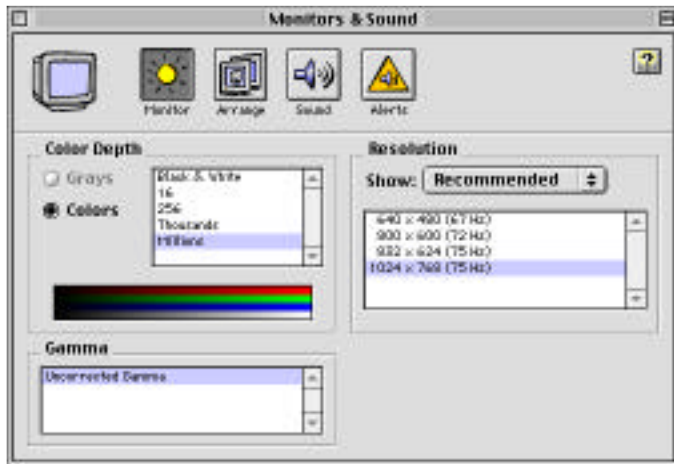 Monitors & Sound
Monitor Arrange Sound Alerts
?
Color Depth
Grays
Colors
Black & White
16
256
Thousands
Millions
Resolution
Show: Recommended
640 x 480 (67 Hz)
800 x 600 (72 Hz)
832 x 624 (75 Hz)
1024 x 768 (75 Hz)
Gamma
Uncorrected Gamma